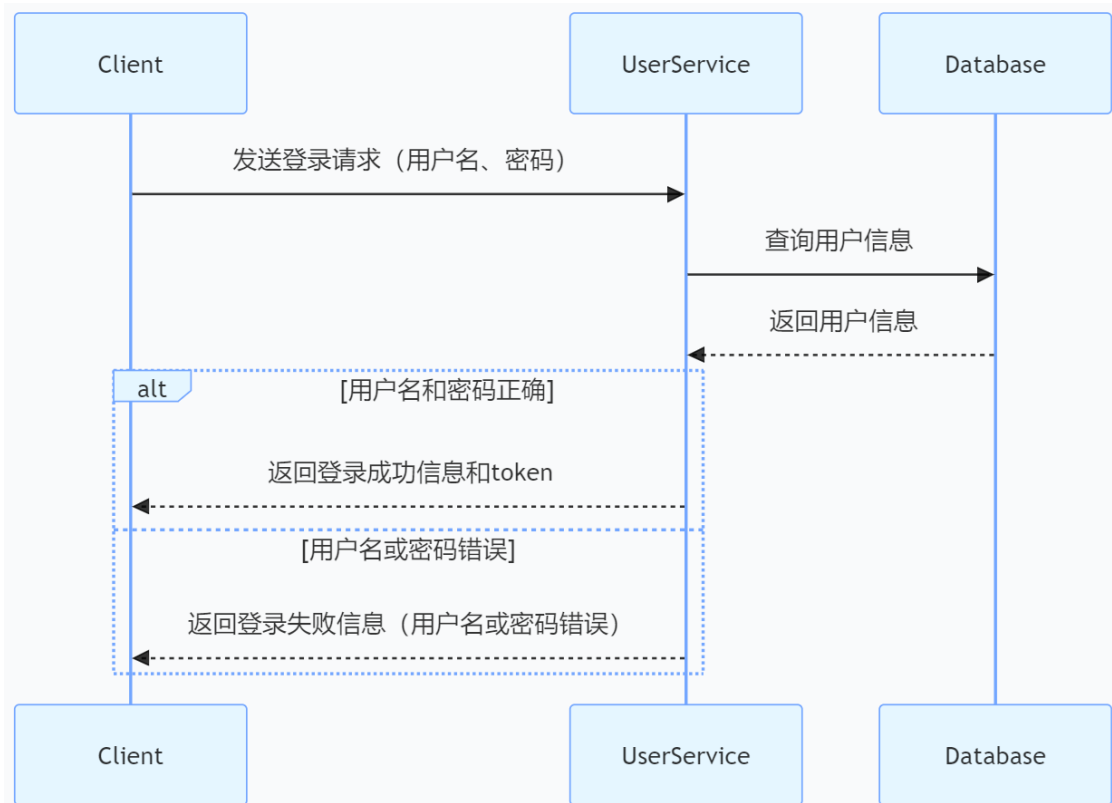 Client
UserService
Database
发送登录请求（用户名、密码）
查询用户信息
返回用户信息
alt
[用户名和密码正确]
返回登录成功信息和token
[用户名或密码错误]
返回登录失败信息（用户名或密码错误）
Client
UserService
Database